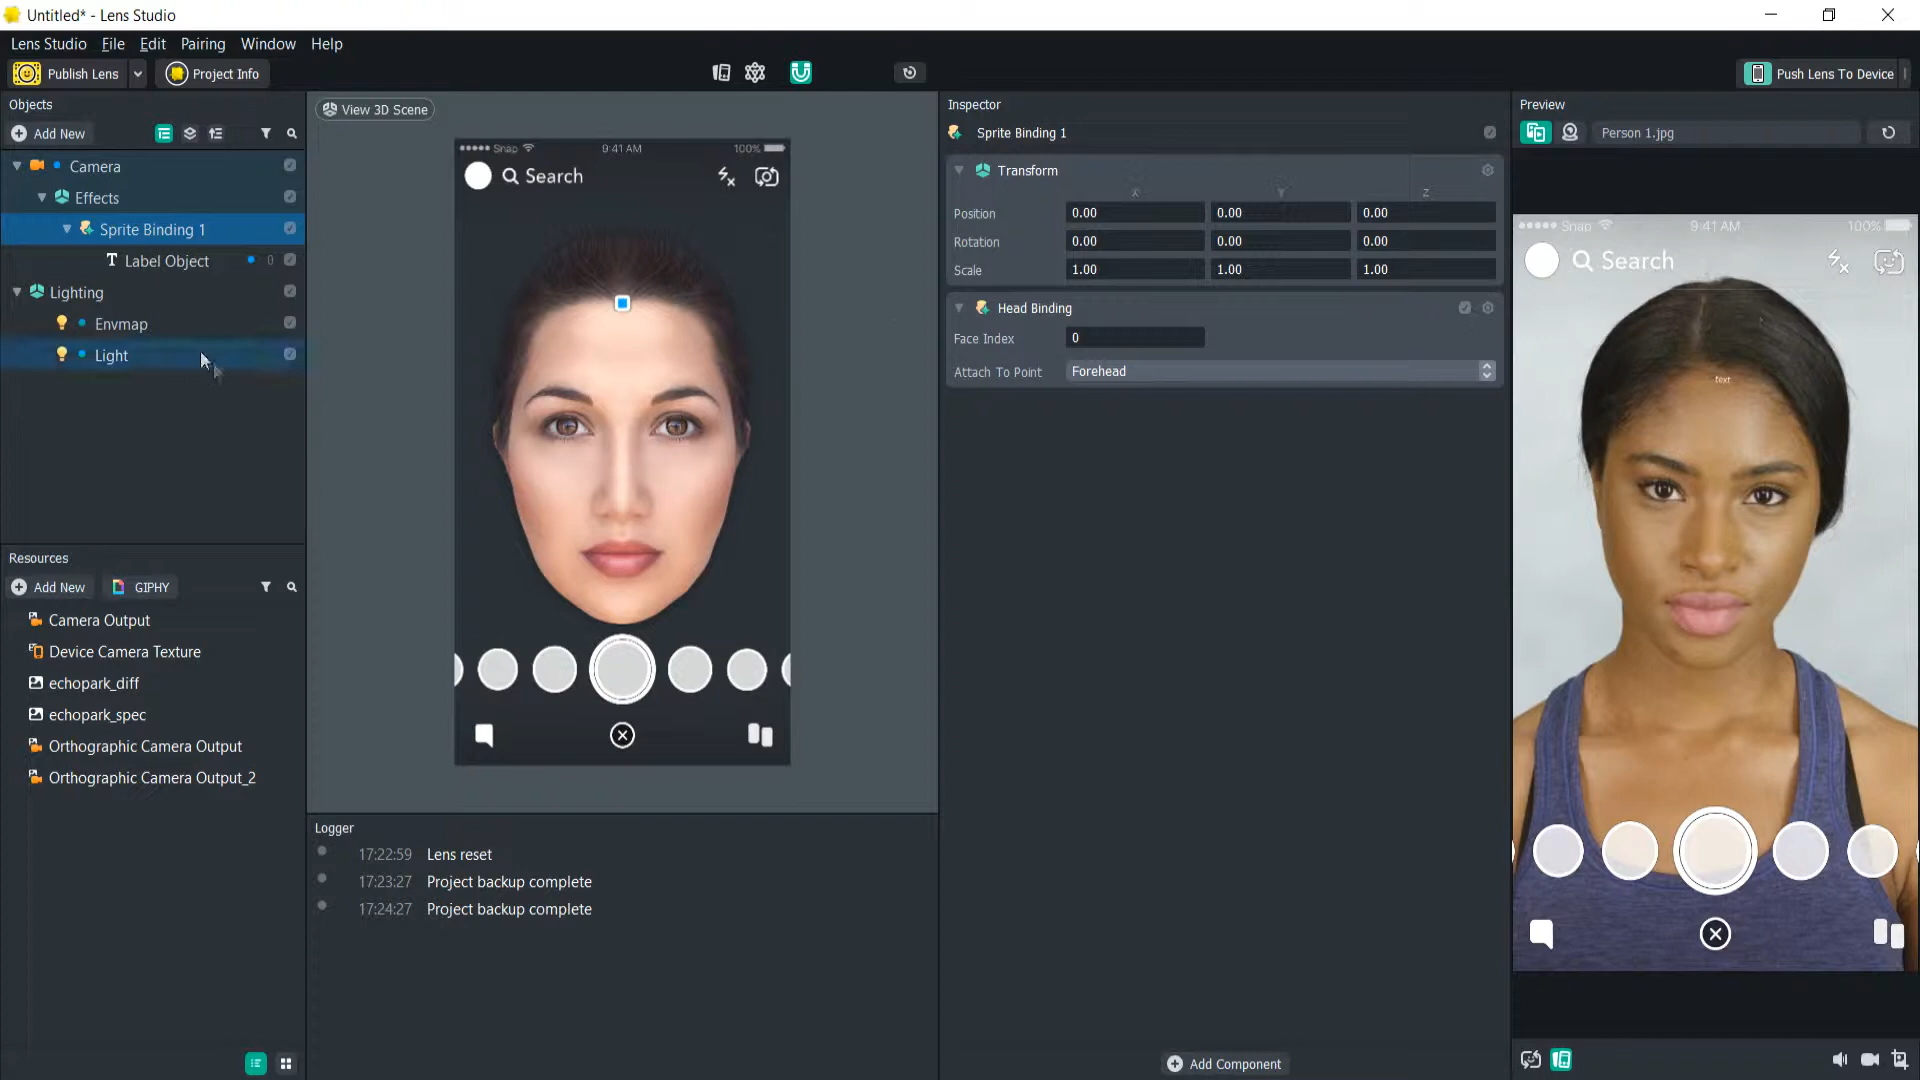 Untitled* - Lens Studio
Lens Studio File Edit Pairing Window Help
Publish Lens Project Info Push Lens To Device
Objects
Add New
Camera
Effects
Sprite Binding 1
Label Object 0
Lighting
Envmap
Light
Resources
Add New GIPHY
Camera Output
Device Camera Texture
echopark_diff
echopark_spec
Orthographic Camera Output
Orthographic Camera Output_2
View 3D Scene
Snap 9:41 AM 100%
Search
Logger
17:22:59 Lens reset
17:23:27 Project backup complete
17:24:27 Project backup complete
Inspector
Sprite Binding 1
Transform
X Y Z
Position 0.00 0.00 0.00
Rotation 0.00 0.00 0.00
Scale 1.00 1.00 1.00
Head Binding
Face Index 0
Attach To Point Forehead
Add Component
Preview
Person 1.jpg
Snap 9:41 AM 100%
Search
text